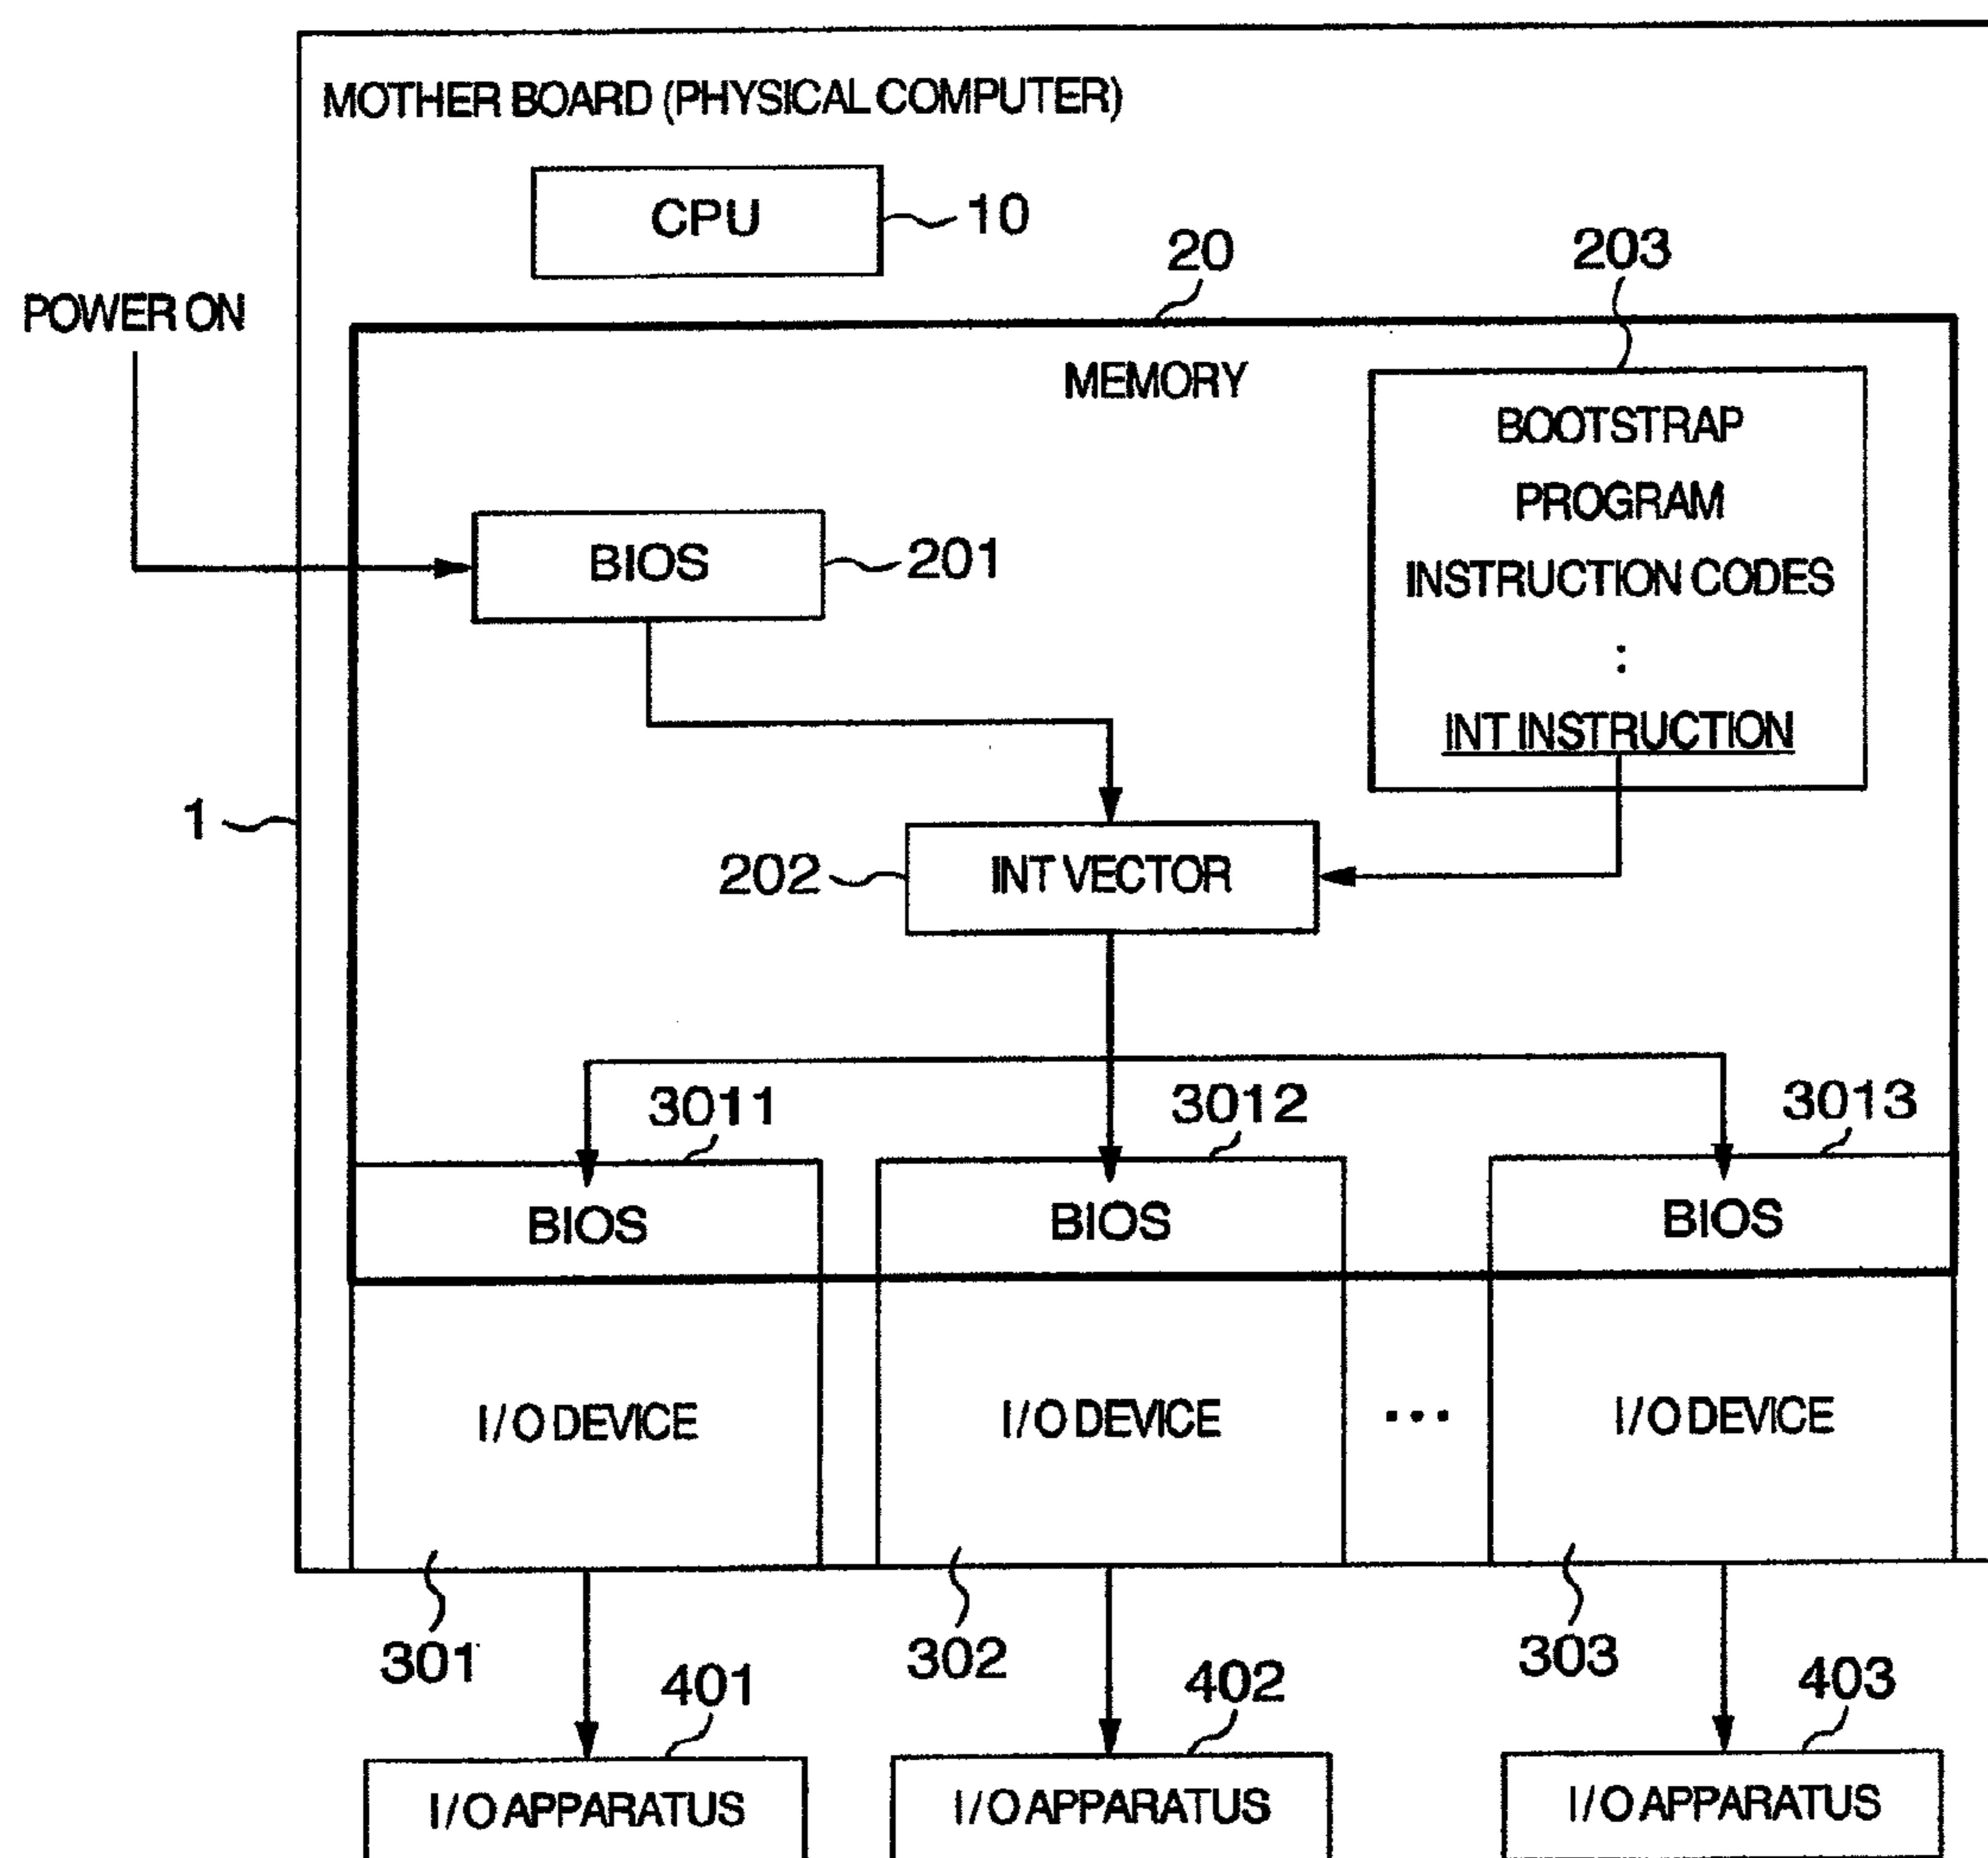 MOTHER BOARD (PHYSICAL COMPUTER)
CPU
10
20
203
POWER ON
MEMORY
BOOTSTRAP
PROGRAM
INSTRUCTION CODES
:
INT INSTRUCTION
BIOS
201
1
202
INT VECTOR
3011
3012
3013
BIOS
BIOS
BIOS
I/O DEVICE
I/O DEVICE
...
I/O DEVICE
301
302
303
401
402
403
I/O APPARATUS
I/O APPARATUS
I/O APPARATUS